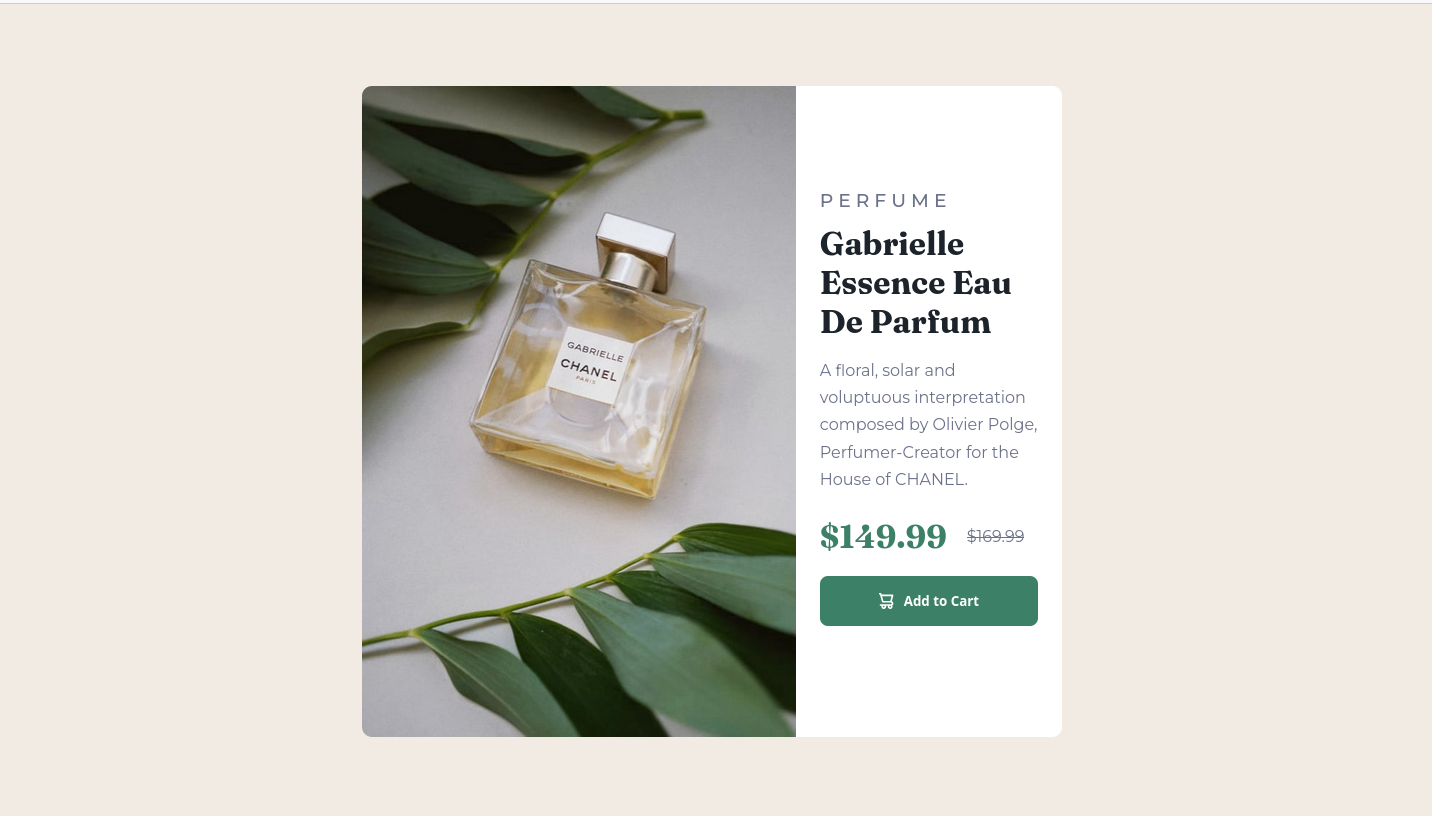 GABRIELLE
CHANEL
PARIS
PERFUME
Gabrielle
Essence Eau
De Parfum
A floral, solar and
voluptuous interpretation
composed by Olivier Polge,
Perfumer-Creator for the
House of CHANEL.
$149.99 $169.99
Add to Cart